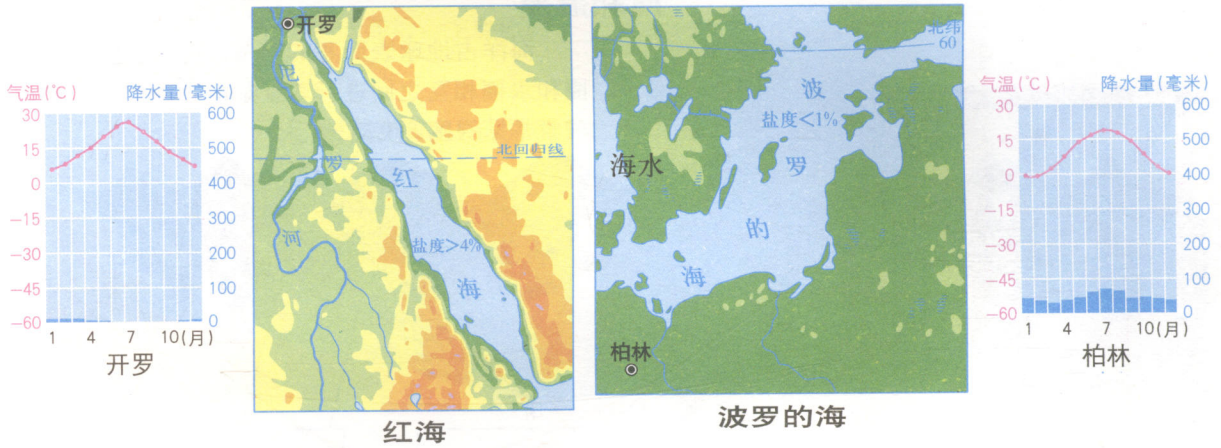 气温(℃) 降水量(毫米)
30 600
15 500
0 400
-15 300
-30 200
-45 100
-60 0
1 4 7 10(月)
开罗
开罗
尼
罗
河
北回归线
红
盐度>4%
海
红海
北纬
60
波
盐度<1%
海水
罗
的
海
柏林
波罗的海
气温(℃) 降水量(毫米)
30 600
15 500
0 400
-15 300
-30 200
-45 100
-60 0
1 4 7 10(月)
柏林